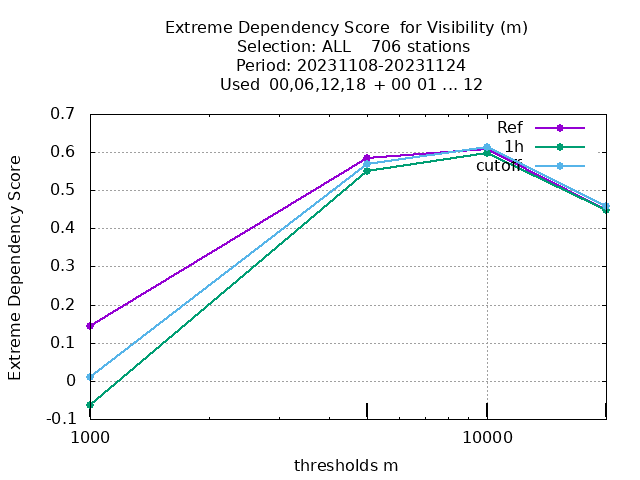 Extreme Dependency Score  for Visibility (m)
Selection: ALL    706 stations
Period: 20231108-20231124
Used  00,06,12,18  + 00 01 ... 12
Extreme Dependency Score
0.7
0.6
0.5
0.4
0.3
0.2
0.1
0
-0.1
Ref
1h
cutoff
1000
10000
thresholds m